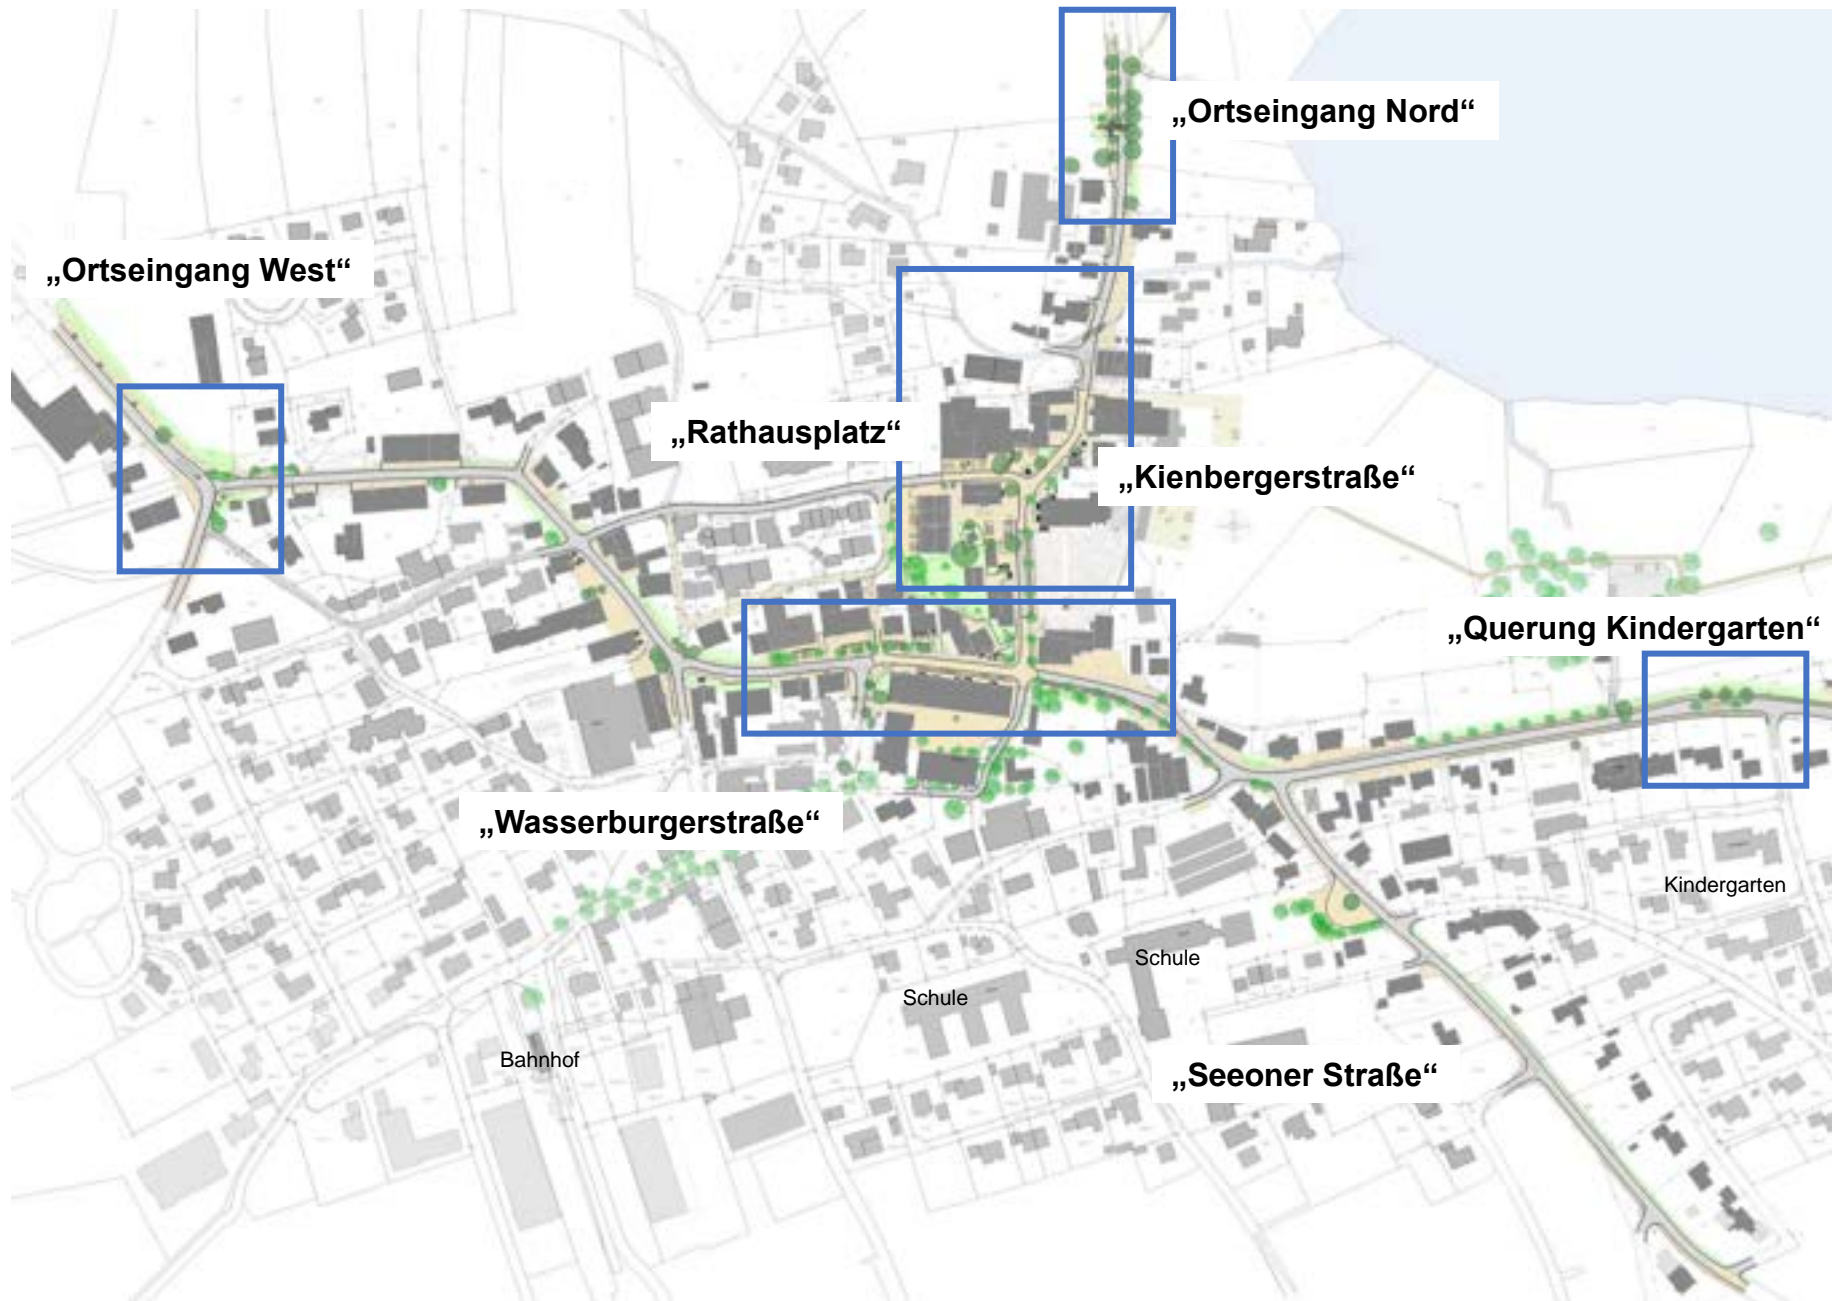 „Ortseingang Nord“
„Ortseingang West“
„Rathausplatz“
„Kienbergerstraße“
„Querung Kindergarten“
„Wasserburgerstraße“
Kindergarten
Schule
Schule
Bahnhof
„Seeoner Straße“